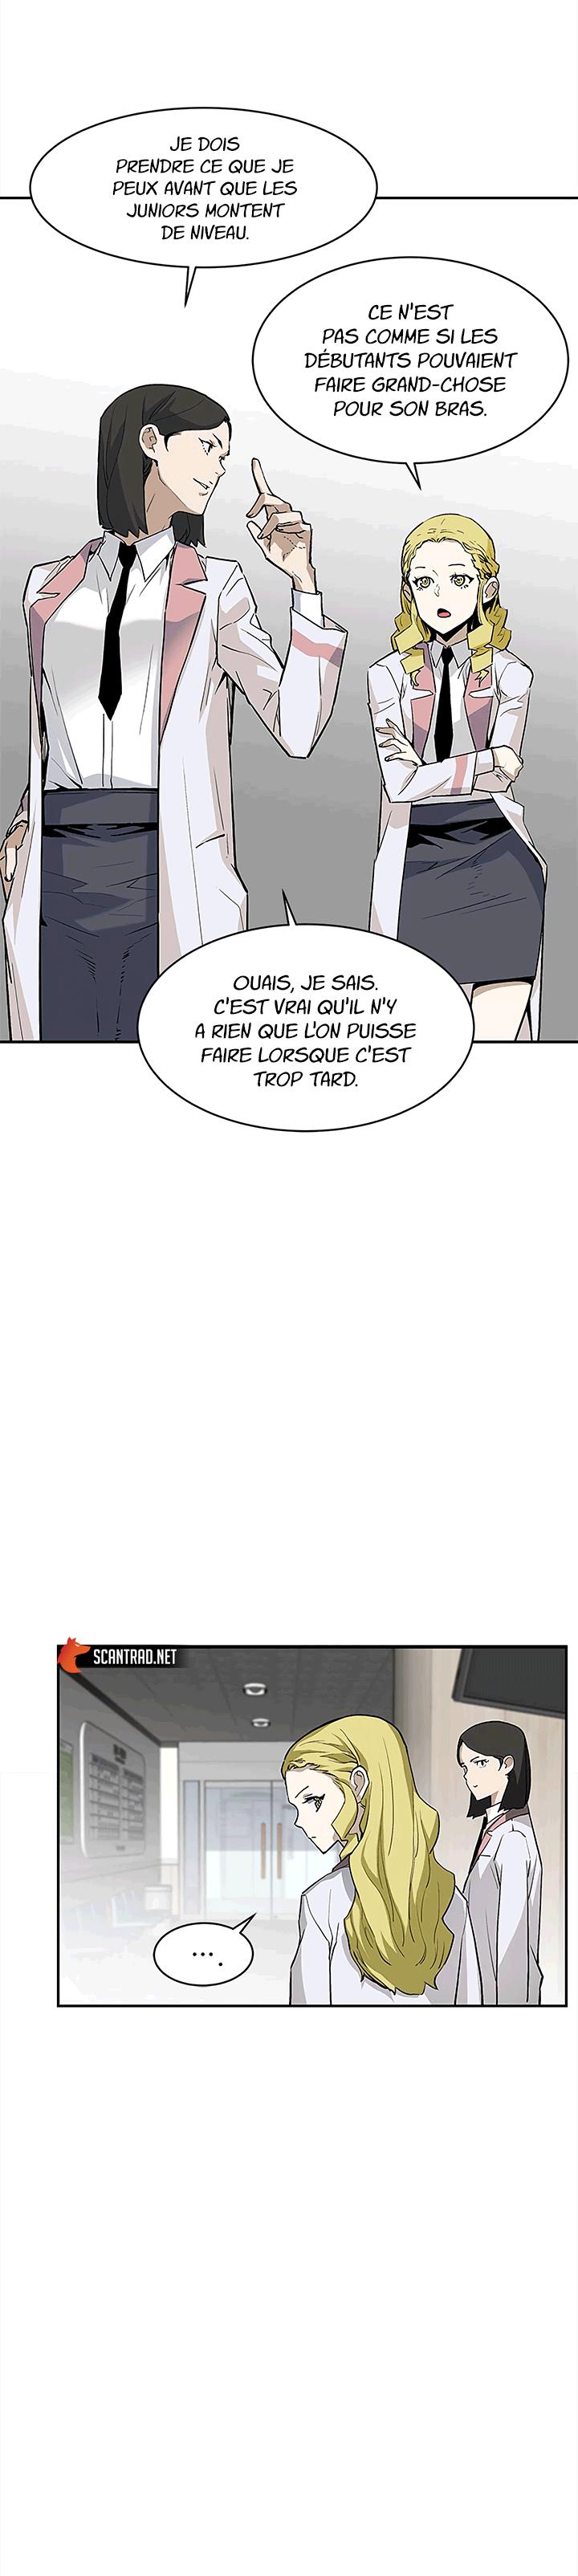 JE DOIS
PRENDRE CE QUE JE
PEUX AVANT QUE LES
JUNIORS MONTENT
DE NIVEAU.
CE N'EST
PAS COMME SI LES
DÉBUTANTS POUVAIENT
FAIRE GRAND-CHOSE
POUR SON BRAS.
OUAIS, JE SAIS.
C'EST VRAI QU'IL N'Y
A RIEN QUE L'ON PUISSE
FAIRE LORSQUE C'EST
TROP TARD.
SCANTRAD.NET
....